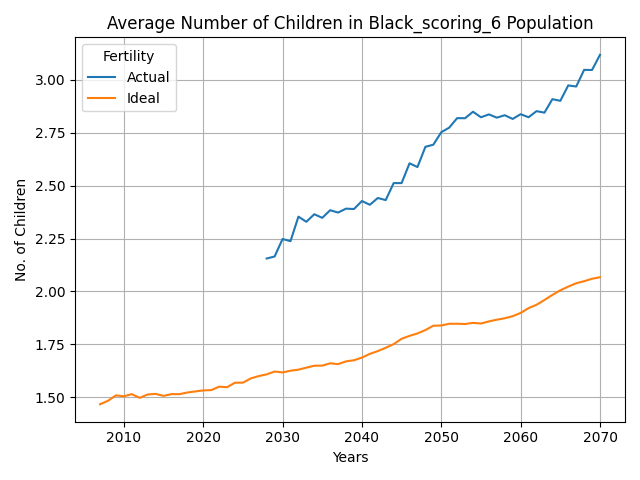 Average Number of Children in Black_scoring_6 Population
Fertility
Actual
Ideal
No. of Children
3.00
2.75
2.50
2.25
2.00
1.75
1.50
2010 2020 2030 2040 2050 2060 2070
Years